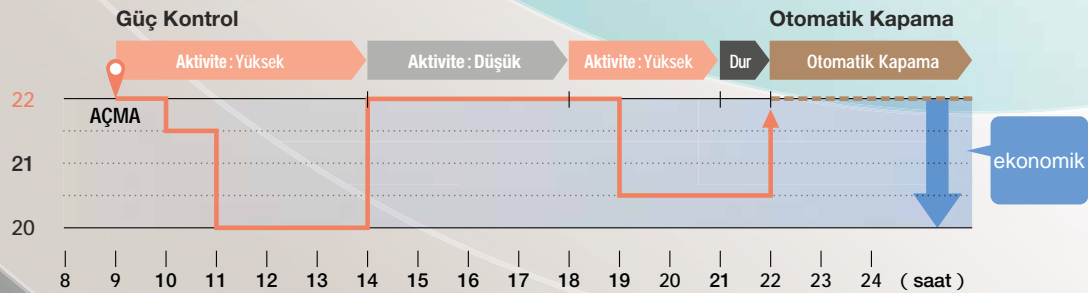 Güç Kontrol Otomatik Kapama
Aktivite : Yüksek Aktivite : Düşük Aktivite : Yüksek Dur Otomatik Kapama
22
AÇMA
21
ekonomik
20
8 9 10 11 12 13 14 15 16 17 18 19 20 21 22 23 24 ( saat )